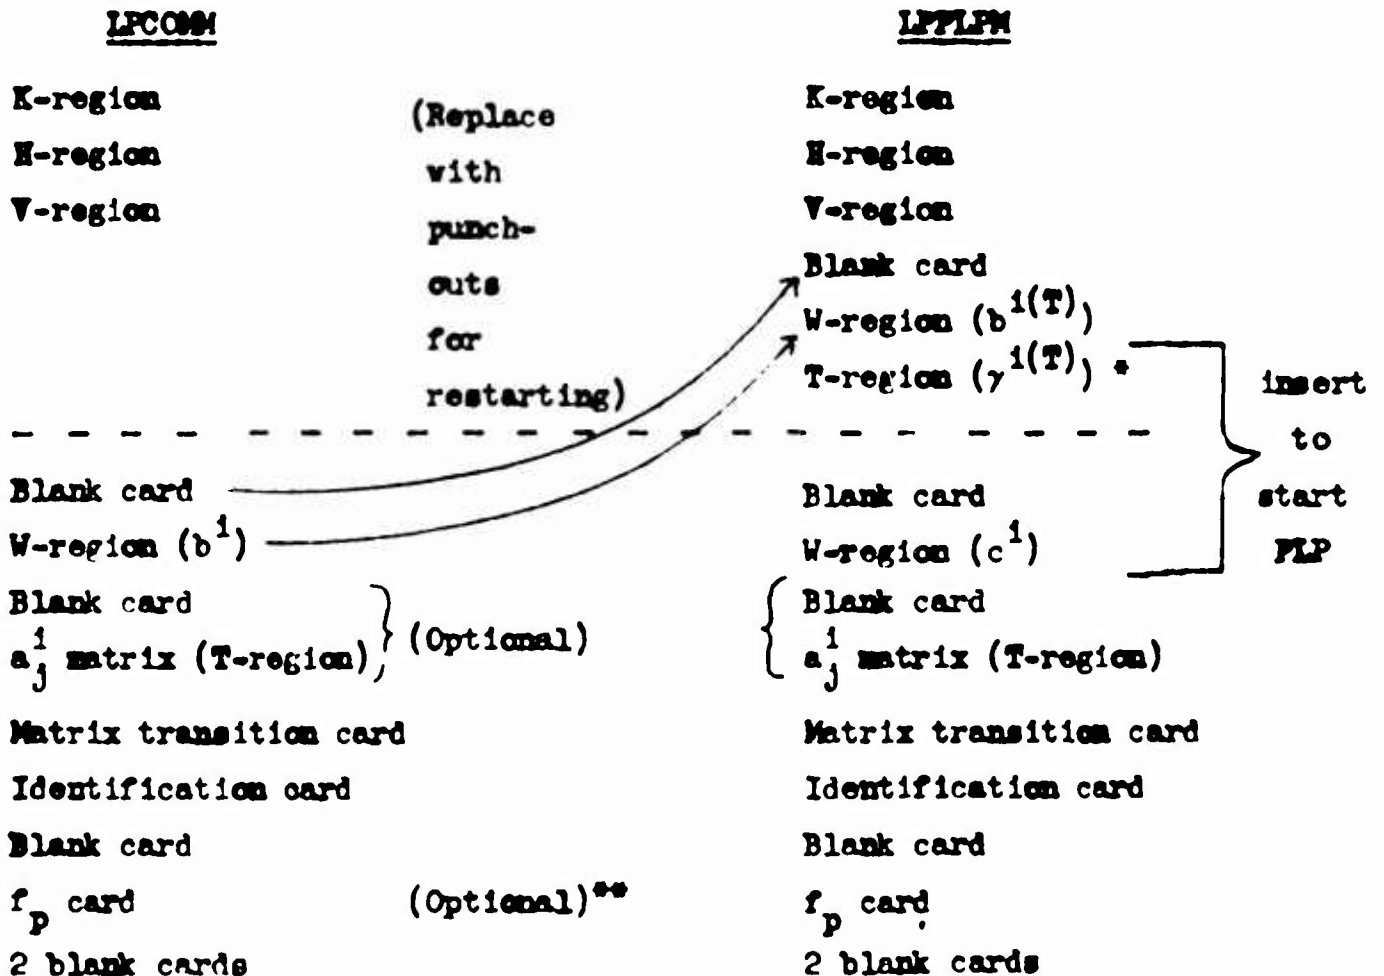 LPCOMM
K-region
H-region
V-region
(Replace
with
punch-
outs
for
restarting)
Blank card
W-region (b^i)
Blank card
a^i_j matrix (T-region)
(Optional)
Matrix transition card
Identification card
Blank card
f_p card
(Optional)**
2 blank cards
LPPLPM
K-region
H-region
V-region
Blank card
W-region (b^i(T))
T-region (γ^i(T)) *
Blank card
W-region (c^i)
insert
to
start
PLP
Blank card
a^i_j matrix (T-region)
Matrix transition card
Identification card
Blank card
f_p card
2 blank cards